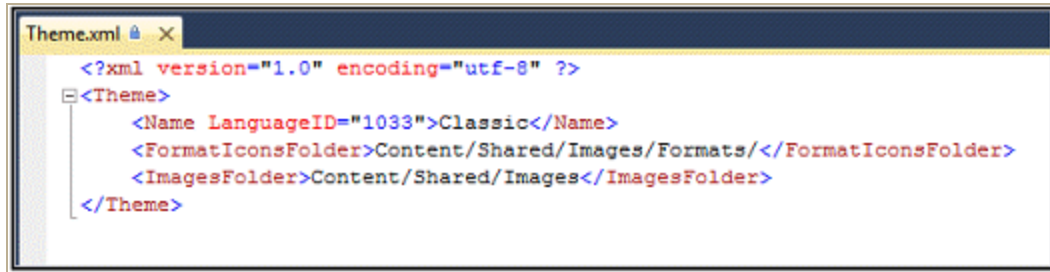 Theme.xml
<?xml version="1.0" encoding="utf-8" ?>
<Theme>
<Name LanguageID="1033">Classic</Name>
<FormatIconsFolder>Content/Shared/Images/Formats/</FormatIconsFolder>
<ImagesFolder>Content/Shared/Images</ImagesFolder>
</Theme>